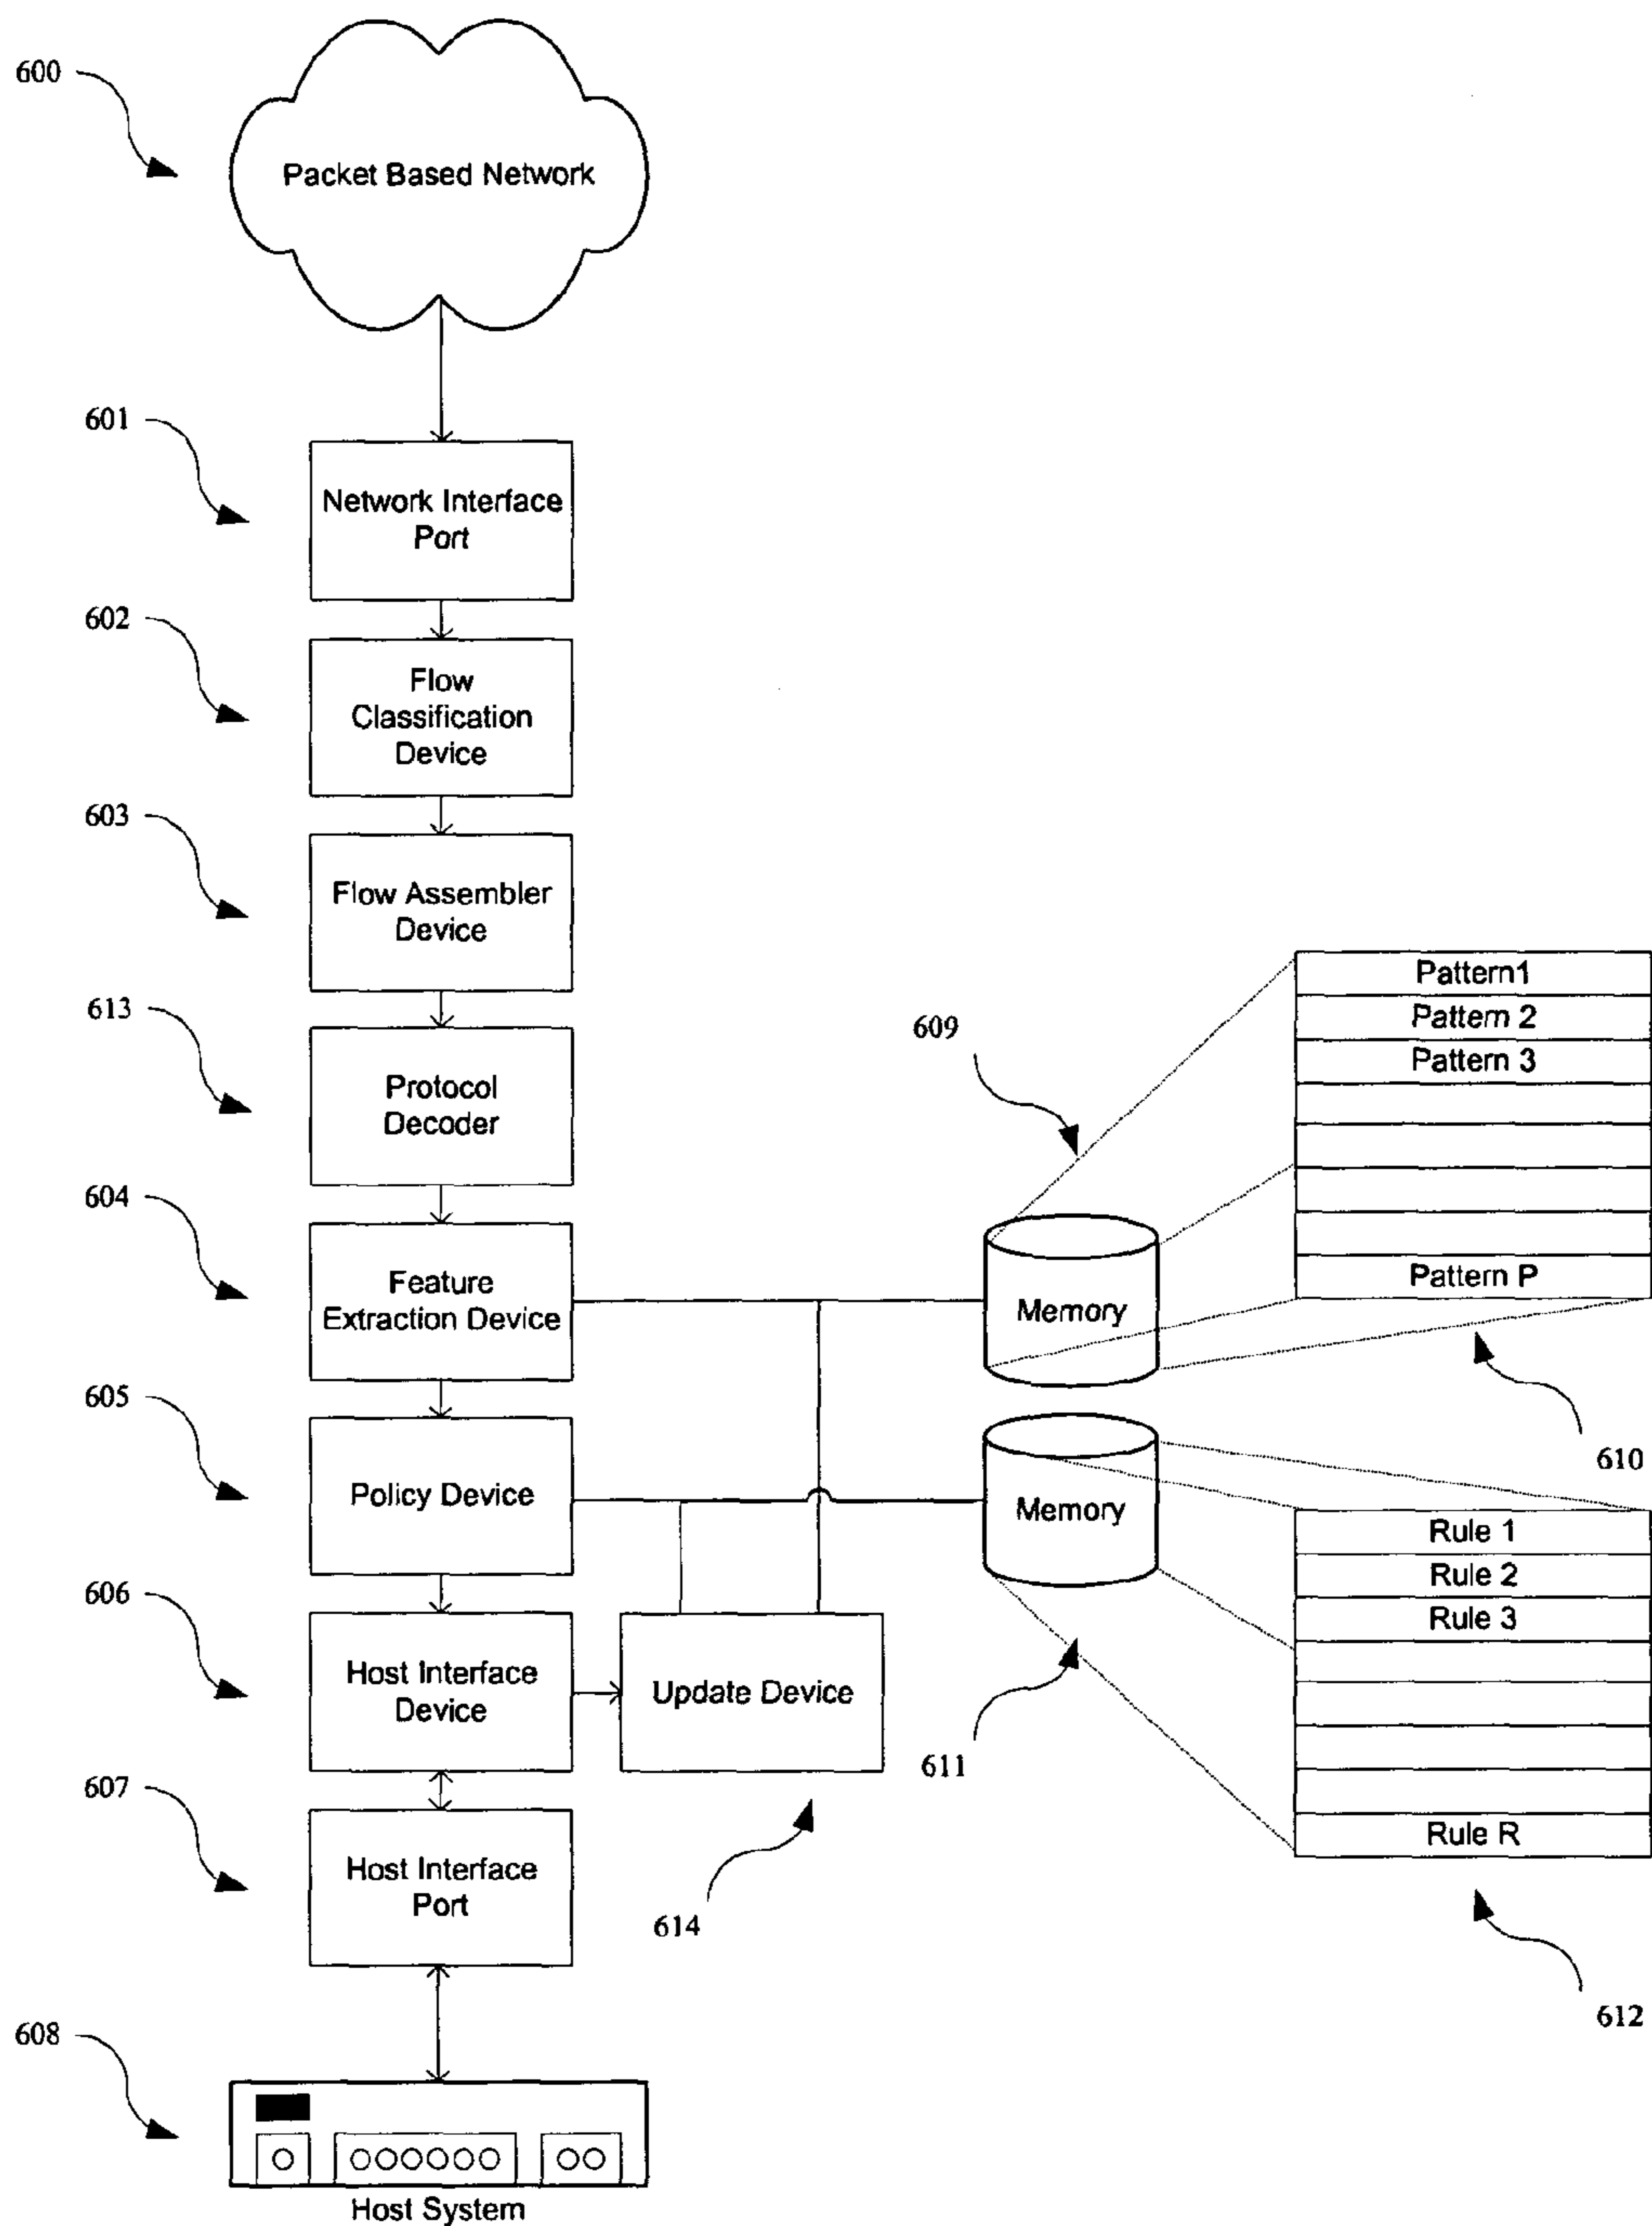 600
Packet Based Network
601
Network Interface
Port
602
Flow
Classification
Device
603
Flow Assembler
Device
613
Protocol
Decoder
604
Feature
Extraction Device
605
Policy Device
606
Host Interface
Device
Update Device
607
Host Interface
Port
614
608
Host System
609
Memory
Pattern1
Pattern 2
Pattern 3
Pattern P
610
Memory
611
Rule 1
Rule 2
Rule 3
Rule R
612